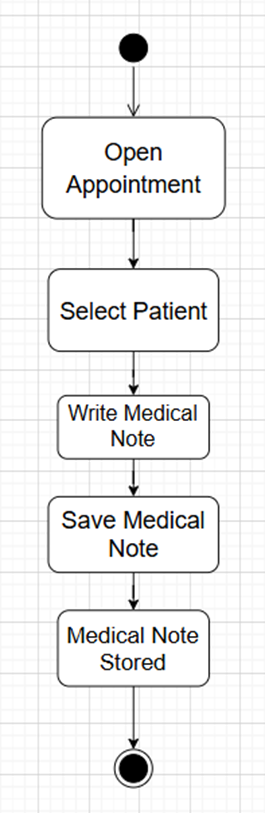 Open
Appointment
Select Patient
Write Medical
Note
Save Medical
Note
Medical Note
Stored